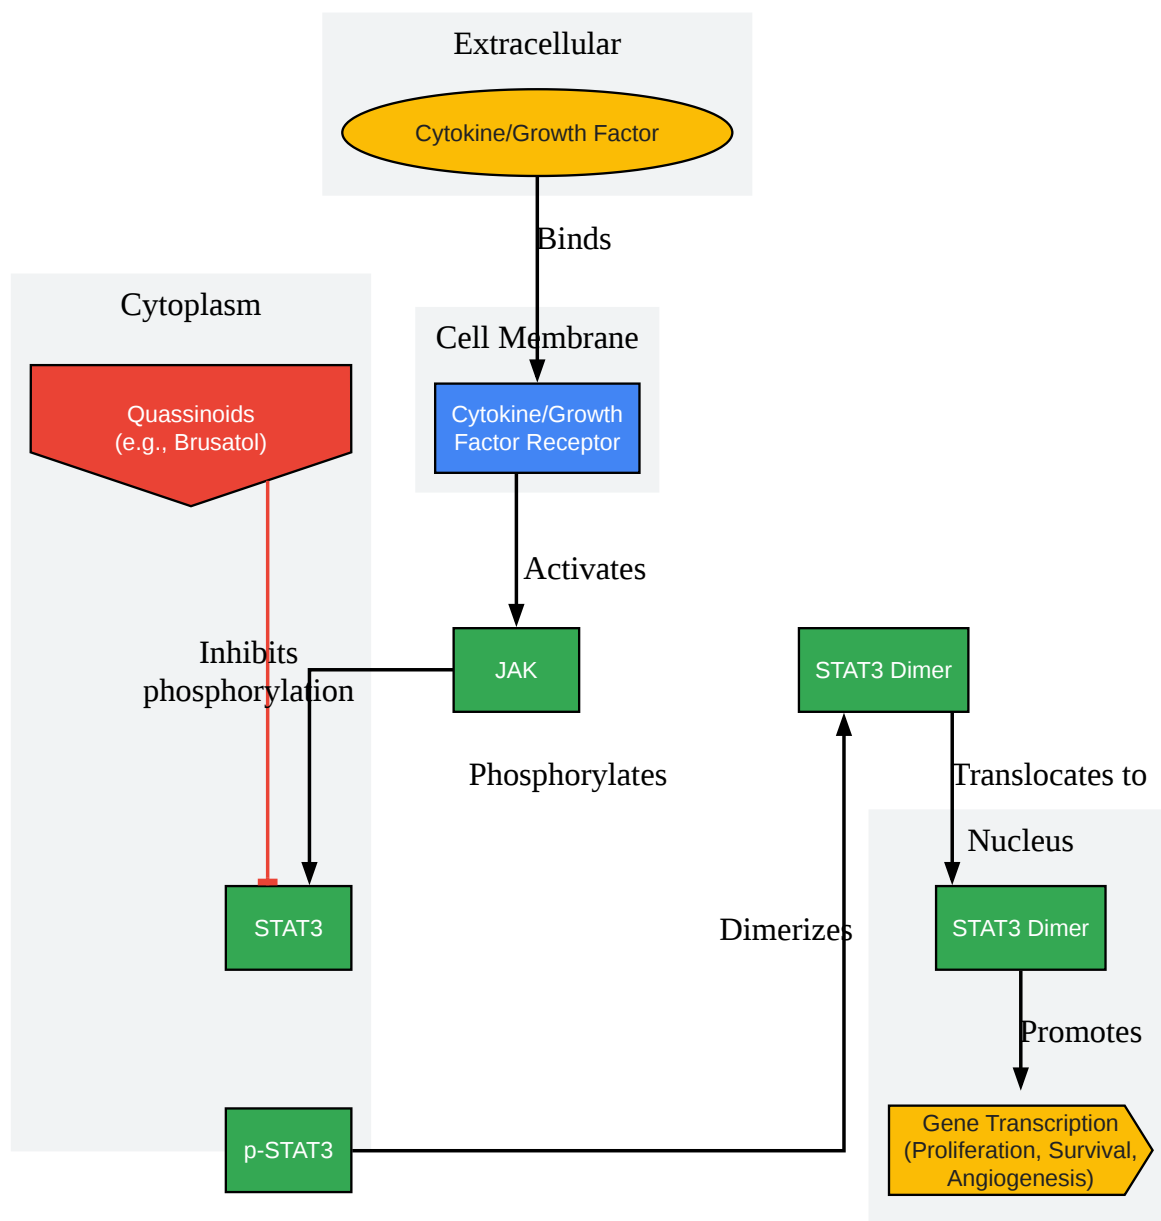 Extracellular
Cytokine/Growth Factor
Binds
Cytoplasm
Cell Membrane
Quassinoids
(e.g., Brusatol)
Cytokine/Growth
Factor Receptor
Activates
Inhibits
phosphorylation
JAK
STAT3 Dimer
Phosphorylates
Translocates to
Nucleus
STAT3
Dimerizes
STAT3 Dimer
Promotes
p-STAT3
Gene Transcription
(Proliferation, Survival,
Angiogenesis)